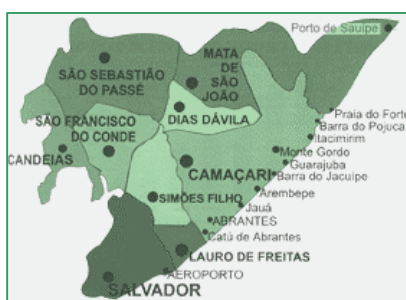 Porto de Sauipe
MATA
DE
SÃO
JOÃO
SÃO SEBASTIÃO
DO PASSÉ
DIAS DÁVILA
SÃO FRANCISCO
DO CONDE
CANDEIAS
Praia do Forte
Barra do Pojuca
Itacimirim
Monte Gordo
Guarajuba
Barra do Jacuipe
CAMAÇARI
Arembepe
SIMÕES FILHO
Jauá
ABRANTES
Catú de Abrantes
LAURO DE FREITAS
AEROPORTO
SALVADOR